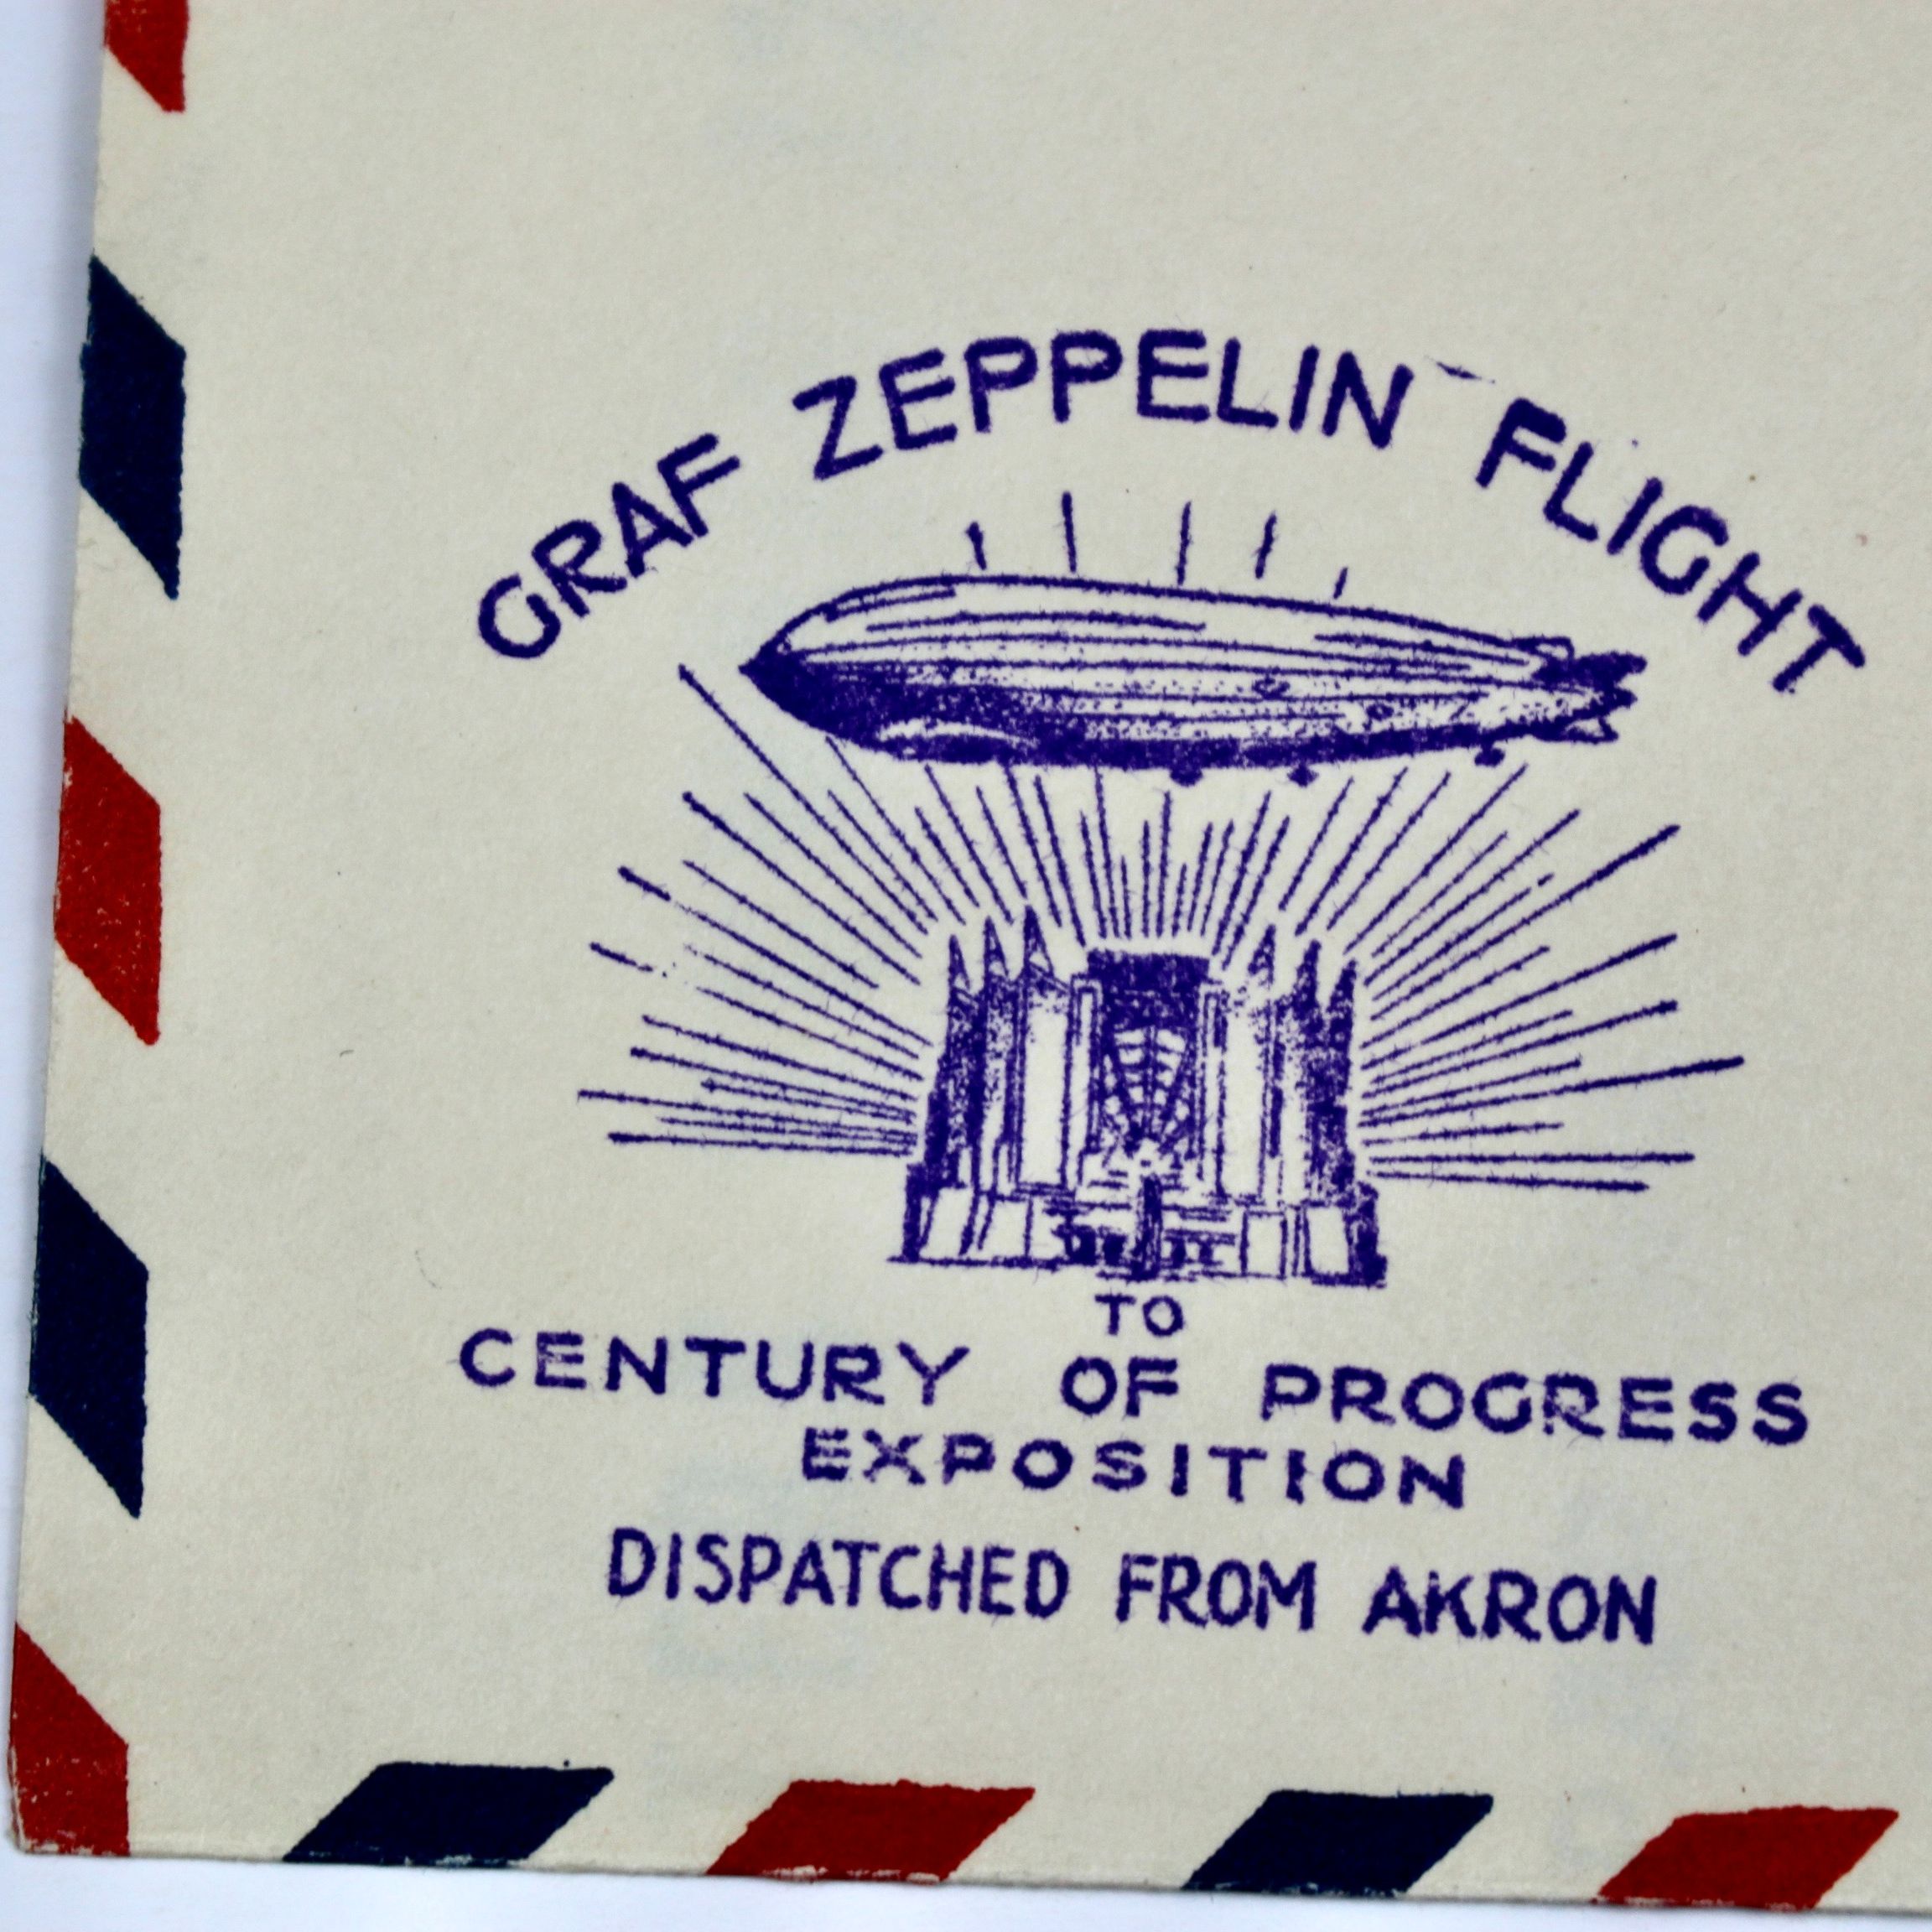 GRAF ZEPPELIN FLIGHT
TO
CENTURY OF PROGRESS
EXPOSITION
DISPATCHED FROM AKRON